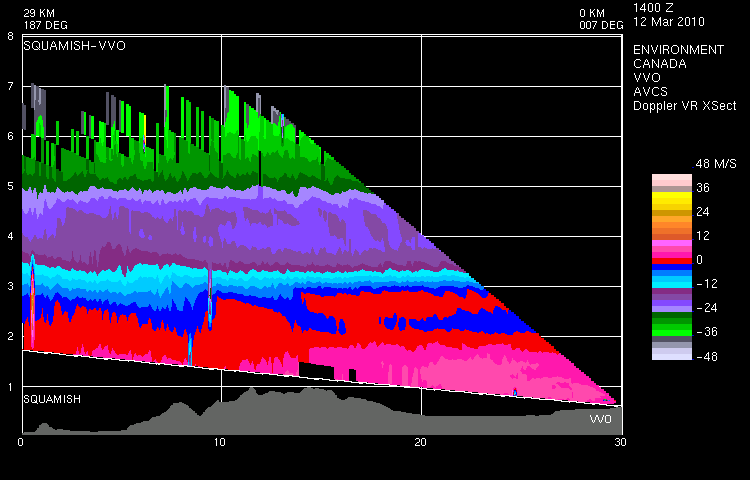 29 KM
187 DEG
0 KM
007 DEG
1400 Z
12 Mar 2010
SQUAMISH-VVO
ENVIRONMENT
CANADA
VVO
AVCS
Doppler VR XSect
8
7
6
5
4
3
2
1
48 M/S
36
24
12
0
-12
-24
-36
-48
SQUAMISH
VVO
0
10
20
30